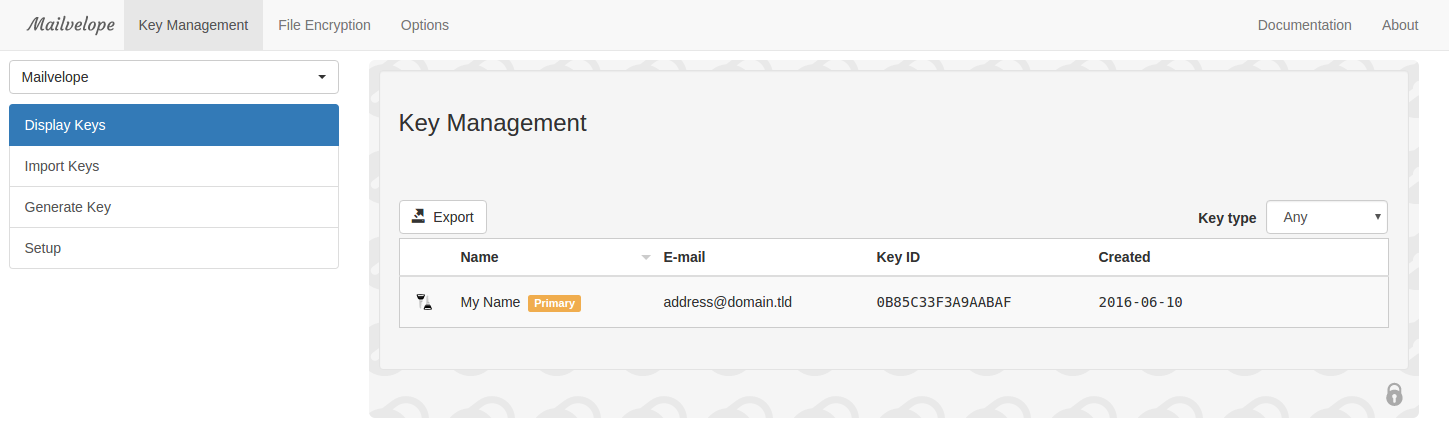 Mailvelope Key Management File Encryption Options Documentation About
Mailvelope
Display Keys
Import Keys
Generate Key
Setup
Key Management
Export Key type Any
Name E-mail Key ID Created
My Name Primary address@domain.tld 0B85C33F3A9AABAF 2016-06-10